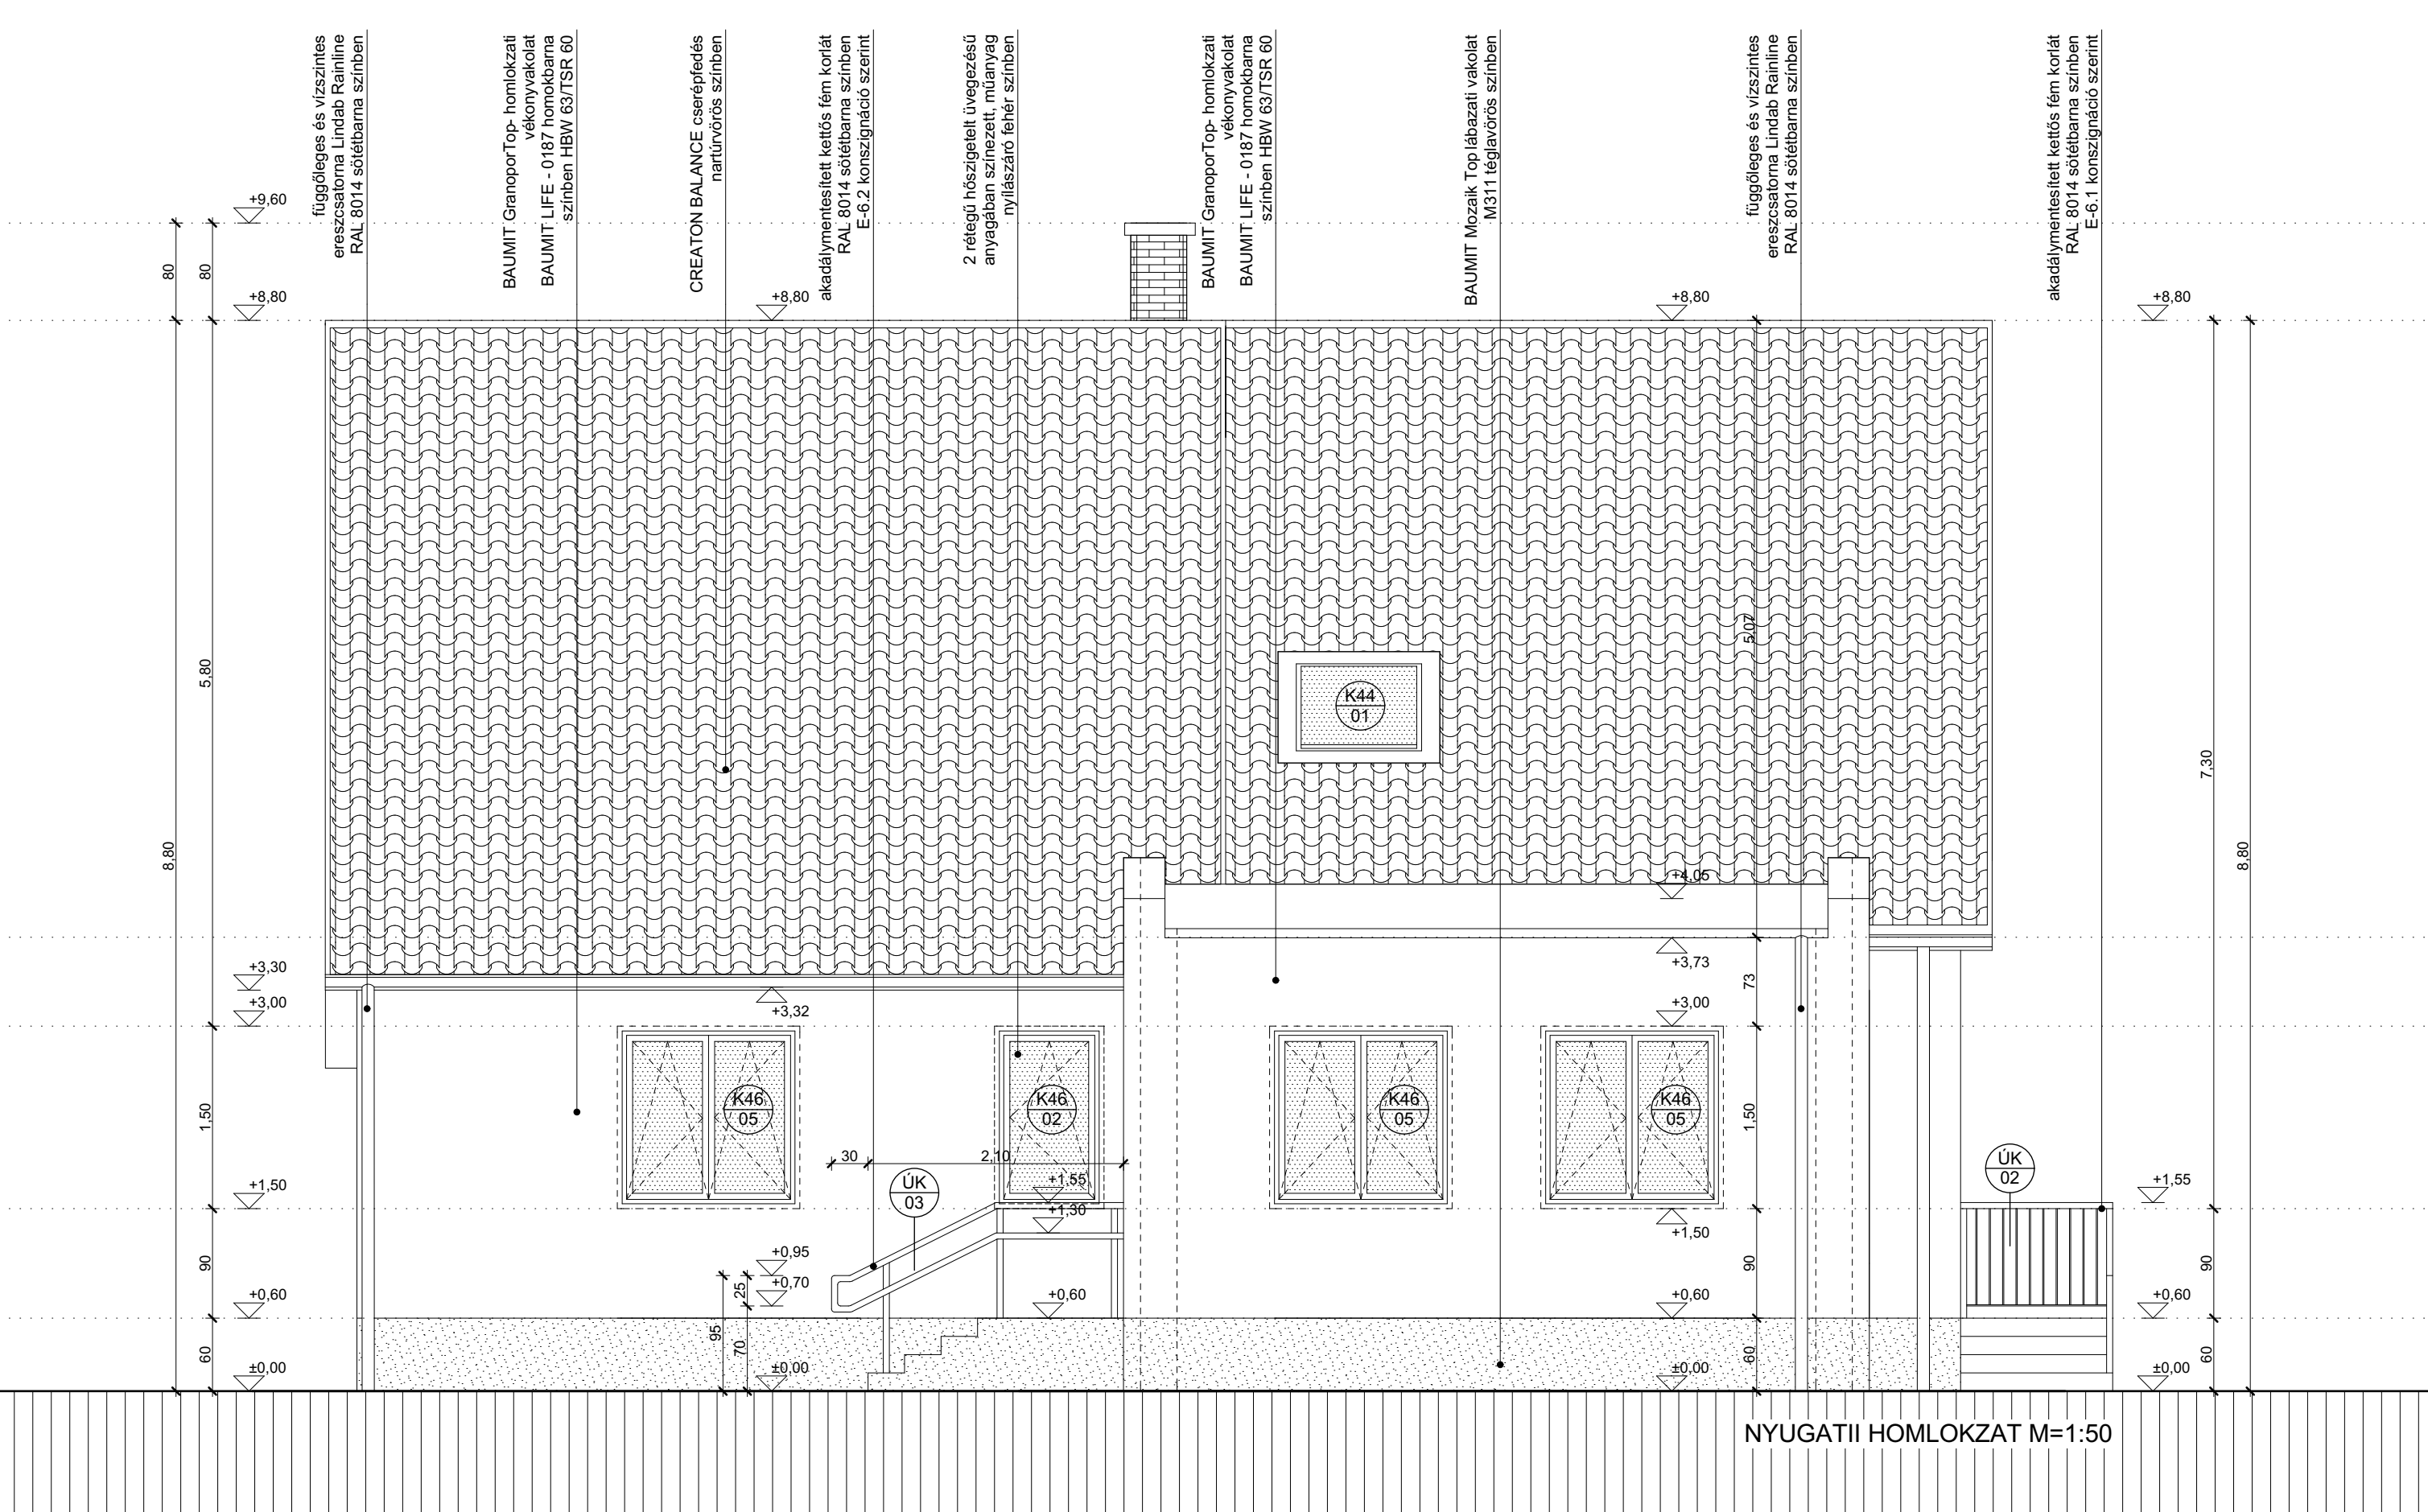 függőleges és vízszintes
ereszcsatorna Lindab Rainline
RAL 8014 sötétbarna színben
BAUMIT GranoporTop- homlokzati
vékonyvakolat
BAUMIT LIFE - 0187 homokbarna
színben HBW 63/TSR 60
CREATON BALANCE cserépfedés
nartúrvörös színben
akadálymentesített kettős fém korlát
RAL 8014 sötétbarna színben
E-6.2 konszignáció szerint
2 rétegű hőszigetelt üvegezésű
anyagában színezett, műanyag
nyílászáró fehér színben
BAUMIT GranoporTop- homlokzati
vékonyvakolat
BAUMIT LIFE - 0187 homokbarna
színben HBW 63/TSR 60
BAUMIT Mozaik Top lábazati vakolat
M311 téglavörös színben
függőleges és vízszintes
ereszcsatorna Lindab Rainline
RAL 8014 sötétbarna színben
akadálymentesített kettős fém korlát
RAL 8014 sötétbarna színben
E-6.1 konszignáció szerint
+9,60
80
80
+8,80
+8,80
+8,80
+8,80
5,80
5,07
K44
01
7,30
8,80
8,80
+4,05
+3,30
+3,73
+3,00
+3,32
73
+3,00
1,50
K46
05
K46
02
K46
05
K46
05
1,50
30
2,10
ÚK
03
ÚK
02
+1,50
+1,55
+1,55
+1,30
+1,50
90
+0,95
25
+0,70
90
90
+0,60
+0,60
+0,60
+0,60
60
95
70
60
60
±0,00
±0,00
±0,00
±0,00
NYUGATII HOMLOKZAT M=1:50